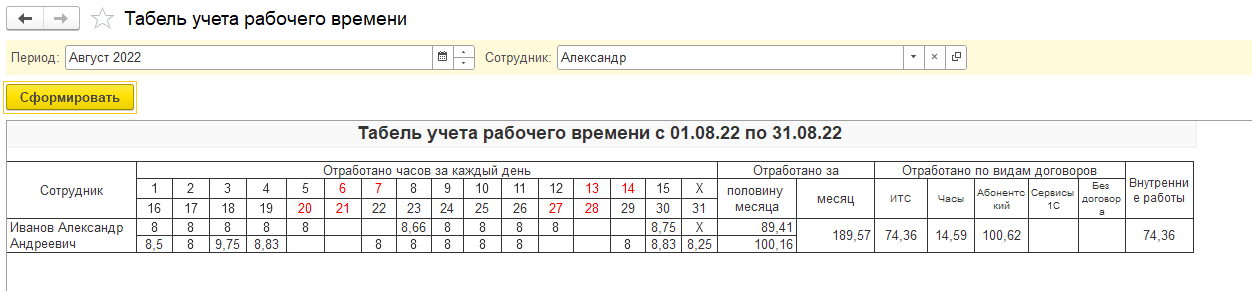 Табель учета рабочего времени
Период: Август 2022 Сотрудник: Александр
Сформировать
Табель учета рабочего времени с 01.08.22 по 31.08.22
Сотрудник Отработано часов за каждый день Отработано за Отработано по видам договоров Внутренни е работы
1 2 3 4 5 6 7 8 9 10 11 12 13 14 15 X половину месяца месяц ИТС Часы Абонентс кий Сервисы 1С Без договор а
16 17 18 19 20 21 22 23 24 25 26 27 28 29 30 31
Иванов Александр 8 8 8 8 8 8,66 8 8 8 8 8,75 X 89,41
Андреевич 8,5 8 9,75 8,83 8 8 8 8 8 8 8,83 8,25 100,16 189,57 74,36 14,59 100,62 74,36